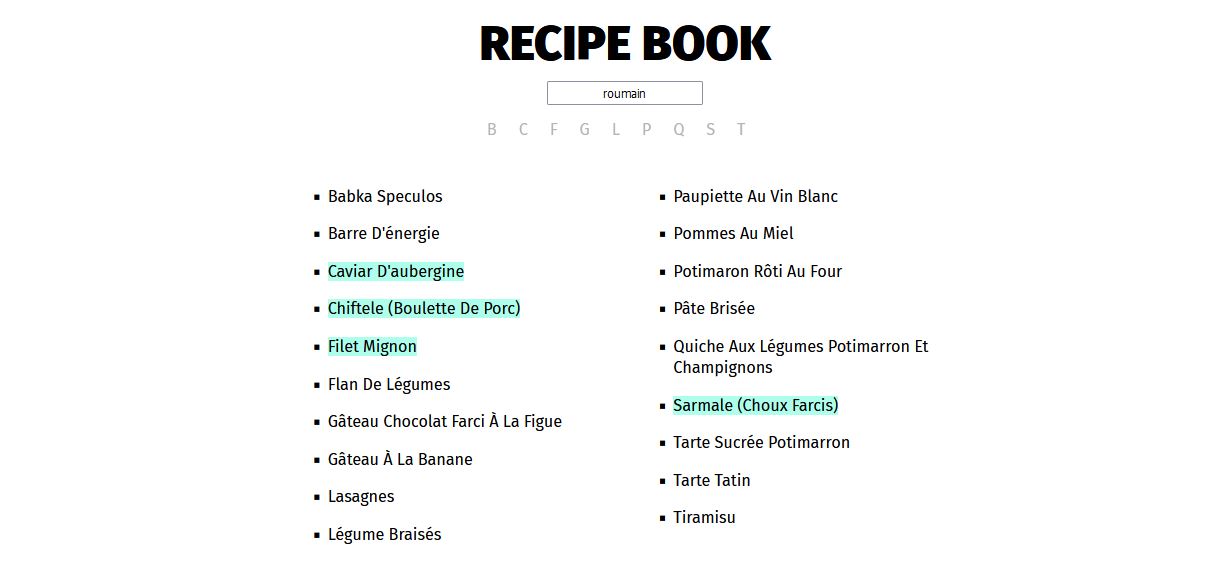 RECIPE BOOK
roumain
B C F G L P Q S T
Babka Speculos
Barre D'énergie
Caviar D'aubergine
Chiftele (Boulette De Porc)
Filet Mignon
Flan De Légumes
Gâteau Chocolat Farci À La Figue
Gâteau À La Banane
Lasagnes
Légume Braisés
Paupiette Au Vin Blanc
Pommes Au Miel
Potimaron Rôti Au Four
Pâte Brisée
Quiche Aux Légumes Potimarron Et
Champignons
Sarmale (Choux Farcis)
Tarte Sucrée Potimarron
Tarte Tatin
Tiramisu